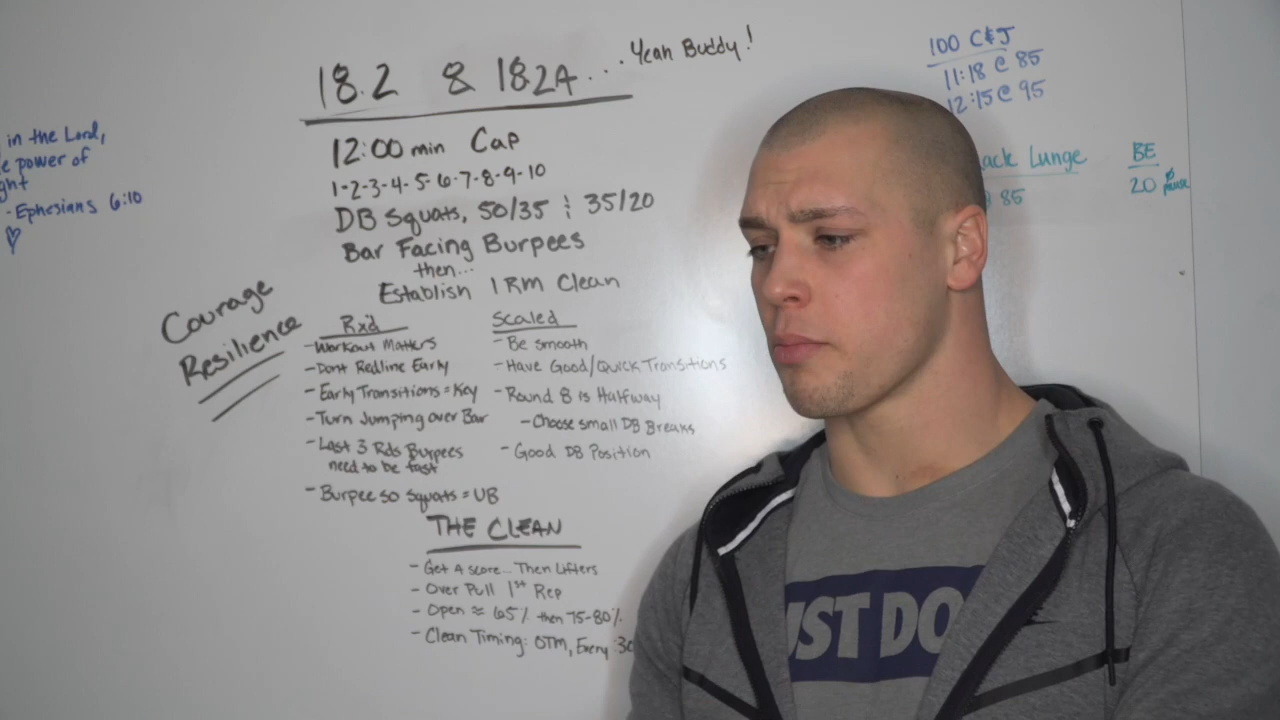 18.2 & 18.2A... Yeah Buddy!
12:00 min Cap
1-2-3-4-5-6-7-8-9-10
DB Squats, 50/35 ¦ 35/20
Bar Facing Burpees
then...
Establish 1RM Clean
Courage
Resilience
Rx'd
- Workout Matters
- Dont Redline Early
- Early Transitions = Key
- Turn Jumping over Bar
- Last 3 Rds Burpees
need to be fast
- Burpee so Squats = UB
Scaled
- Be smooth
- Have Good/Quick Transitions
- Round 8 is Halfway
- Choose small DB Breaks
- Good DB Position
THE CLEAN
- Get A score... Then Lifters
- Over Pull 1st Rep
- Open ≈ 65% then 75-80%
- Clean Timing: OTM, Every :3
in the Lord,
power of
- Ephesians 6:10
100 C&J
11:18 @ 85
12:15 @ 95
ack Lunge
85
BE
20
UST DO